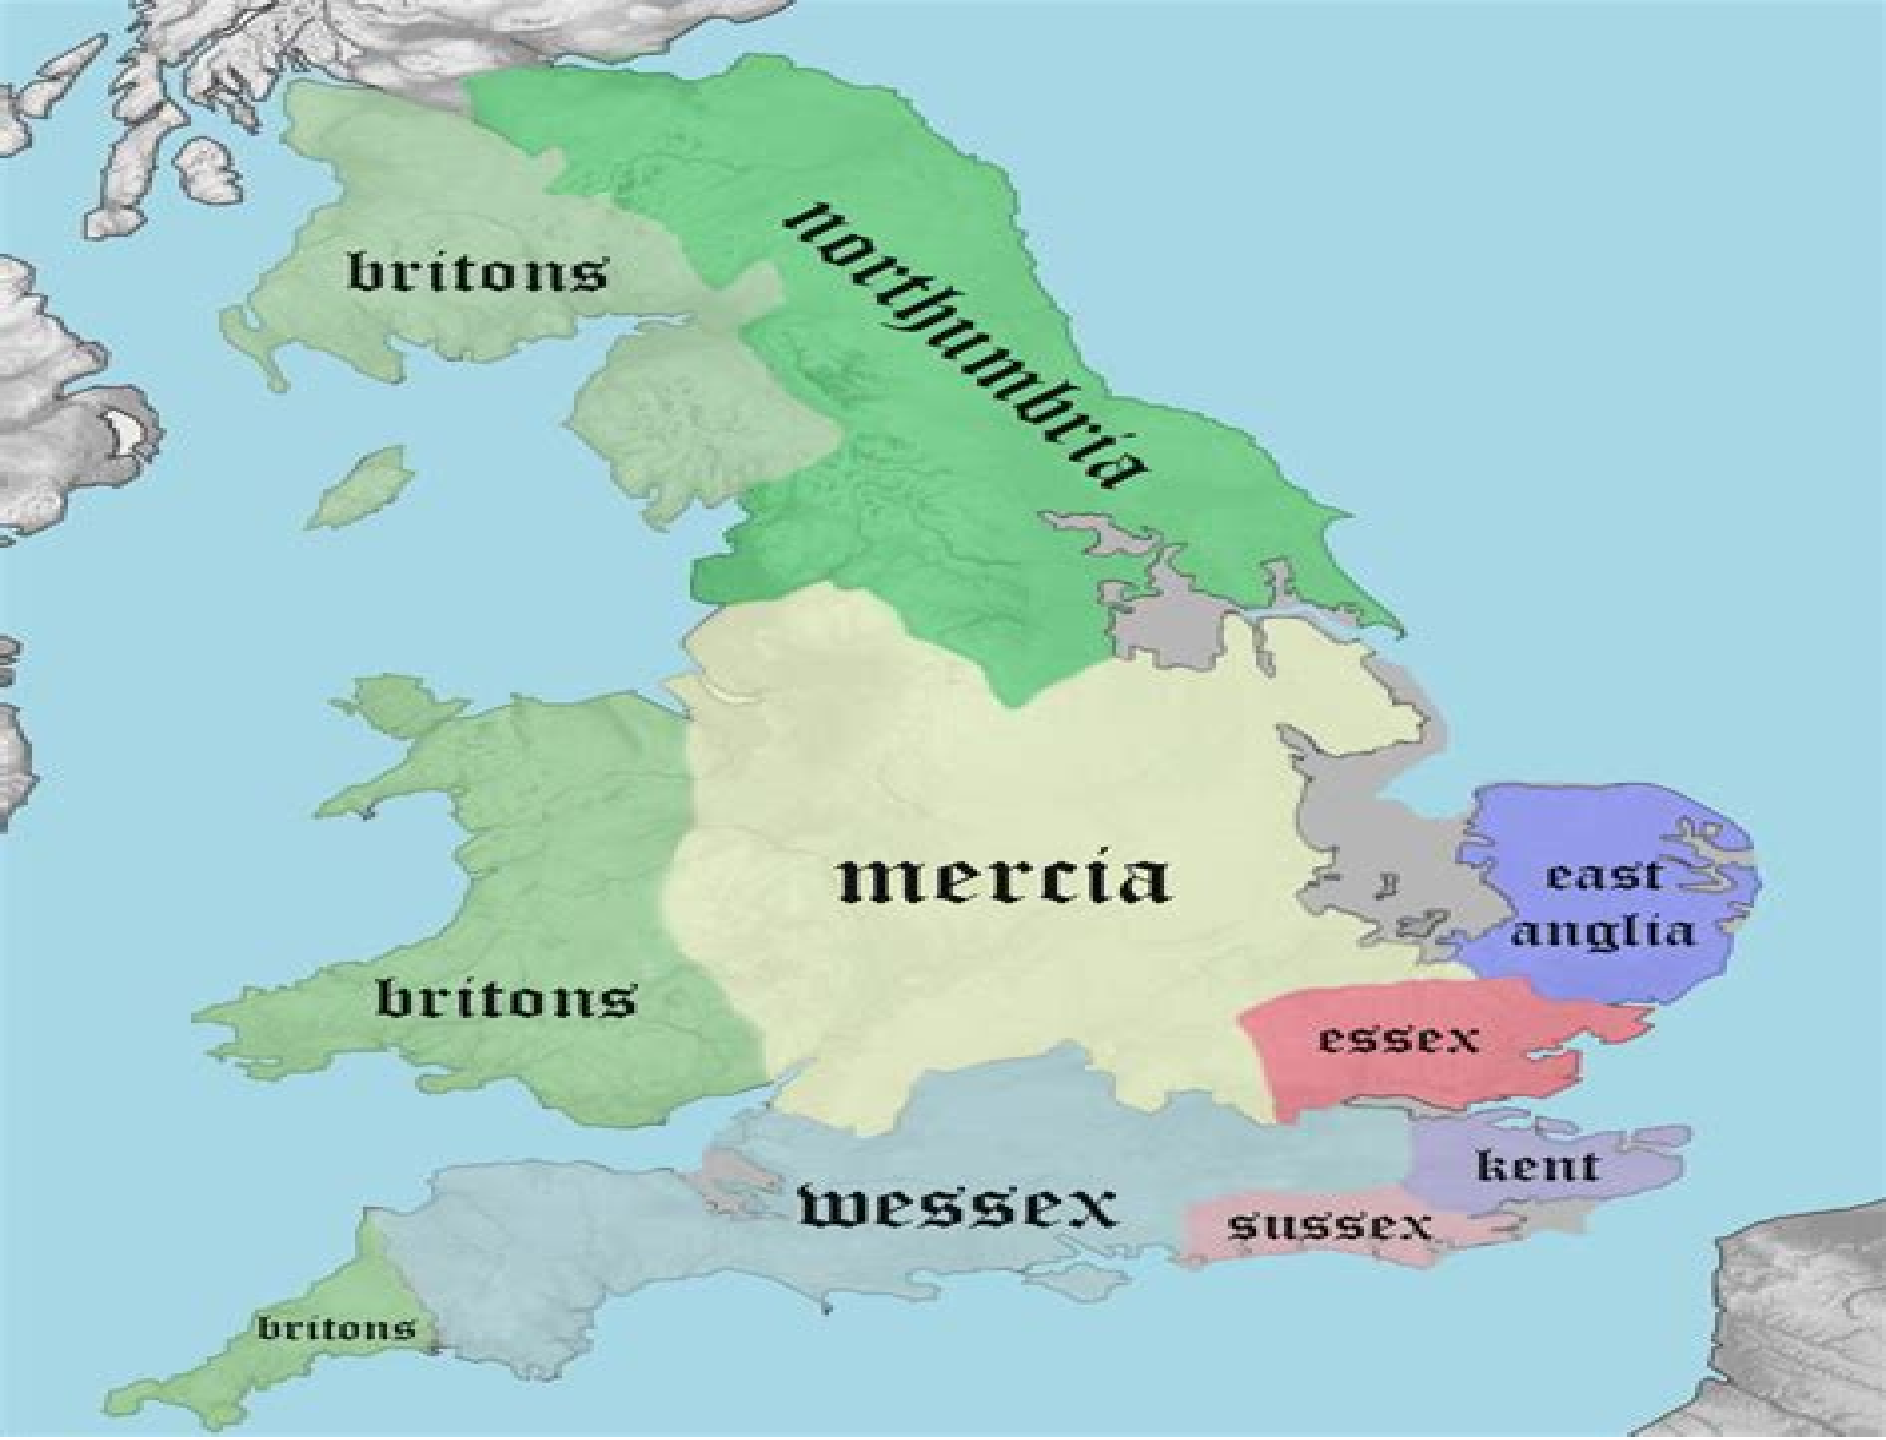 northumbria
britons
mercia
east
anglia
britons
essex
kent
wessex
sussex
britons